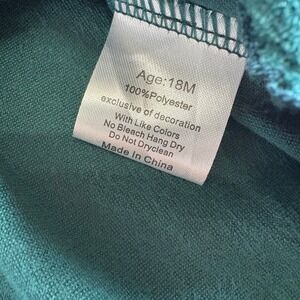 Age:18M
100%Polyester
exclusive of decoration
With Like Colors
No Bleach Hang Dry
Do Not Dryclean
Made In China